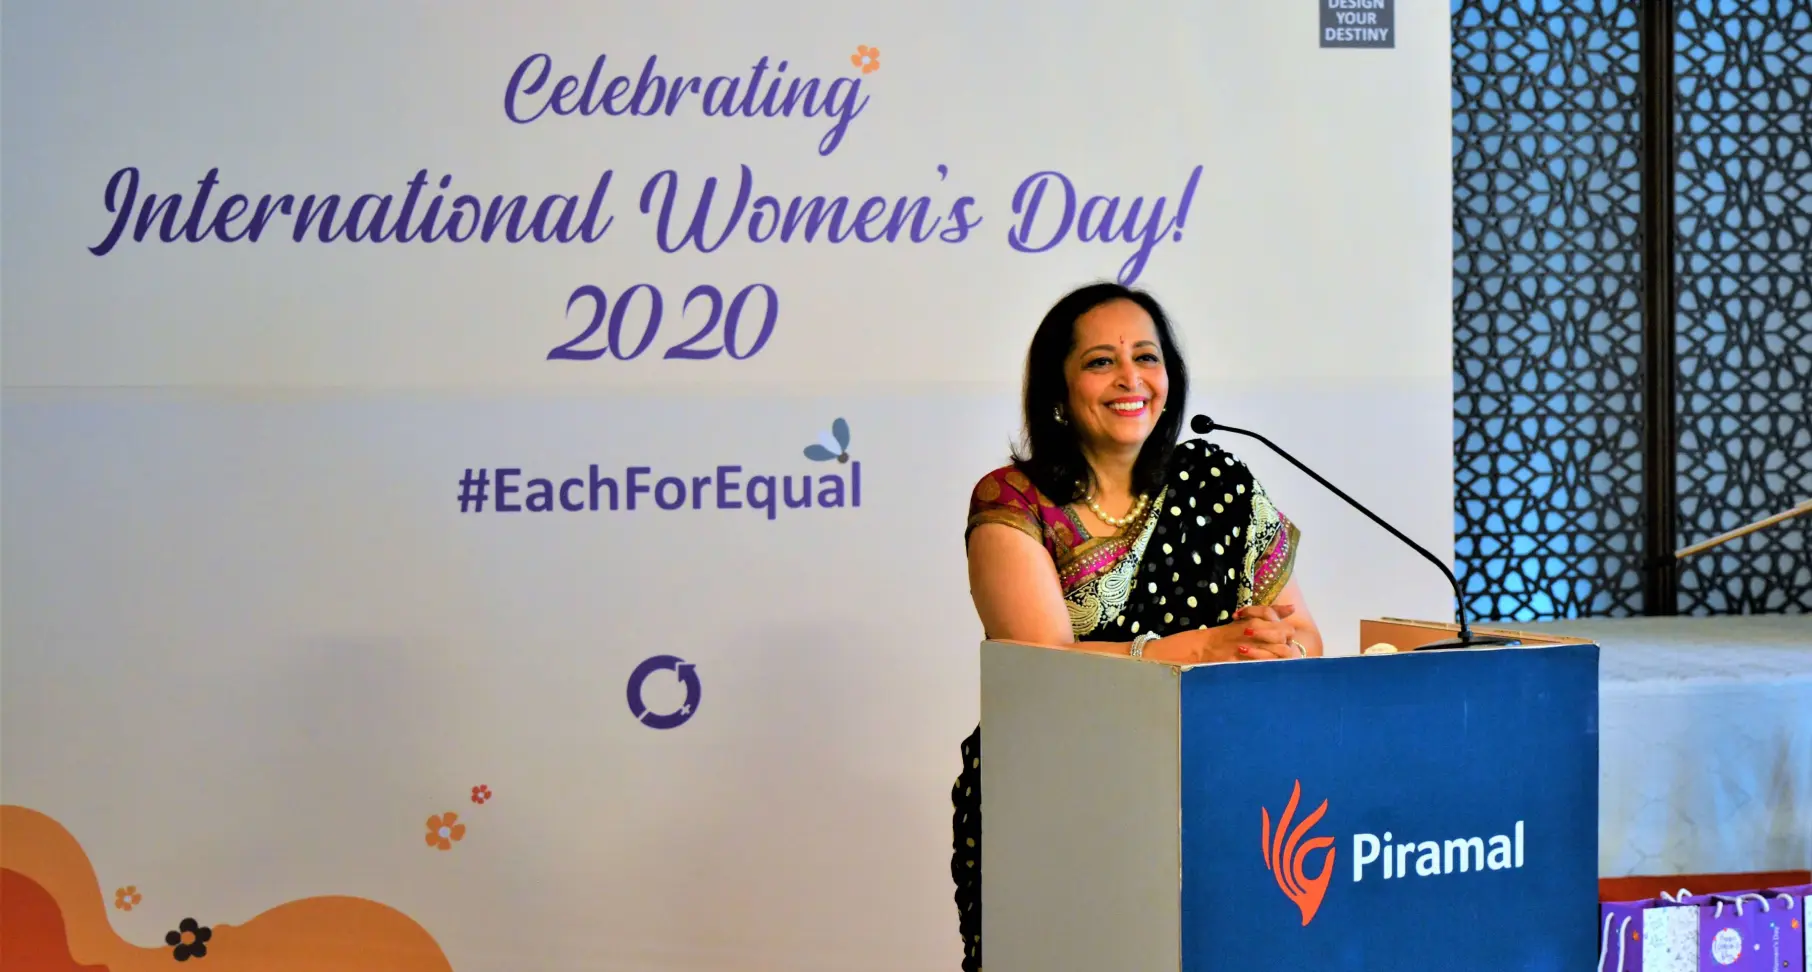 DESIGN
YOUR
DESTINY
Celebrating
International Women's Day!
2020
#EachForEqual
Piramal